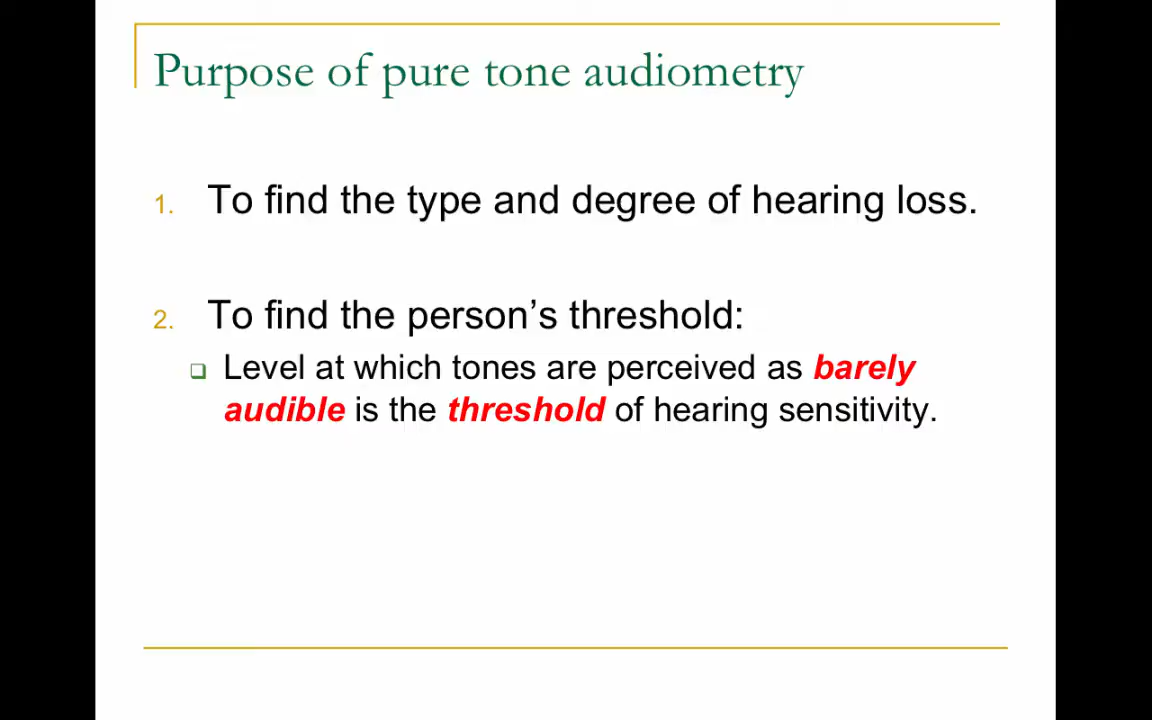 Purpose of pure tone audiometry
1. To find the type and degree of hearing loss.
2. To find the person’s threshold:
Level at which tones are perceived as barely
audible is the threshold of hearing sensitivity.